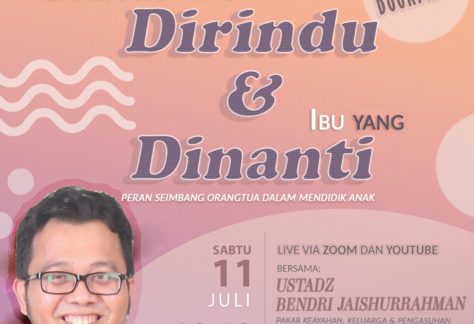 Dirindu
&
IBU YANG
Dinanti
PERAN SEIMBANG ORANGTUA DALAM MENDIDIK ANAK
SABTU
11
JULI
LIVE VIA ZOOM DAN YOUTUBE
BERSAMA:
USTADZ
BENDRI JAISHURRAHMAN
PAKAR KEAYAHAN, KELUARGA & PENGASUHAN